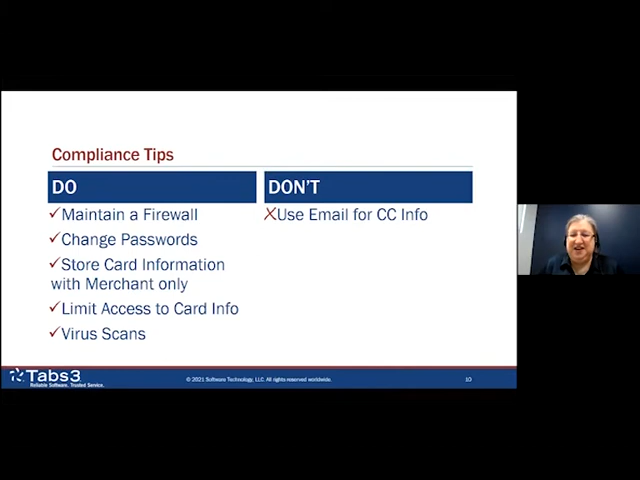 Compliance Tips
DO
✓Maintain a Firewall
✓Change Passwords
✓Store Card Information
with Merchant only
✓Limit Access to Card Info
✓Virus Scans
DON'T
✗Use Email for CC Info
Tabs3
Reliable Software. Trusted Service.
© 2021 Software Technology, LLC. All rights reserved worldwide.
10